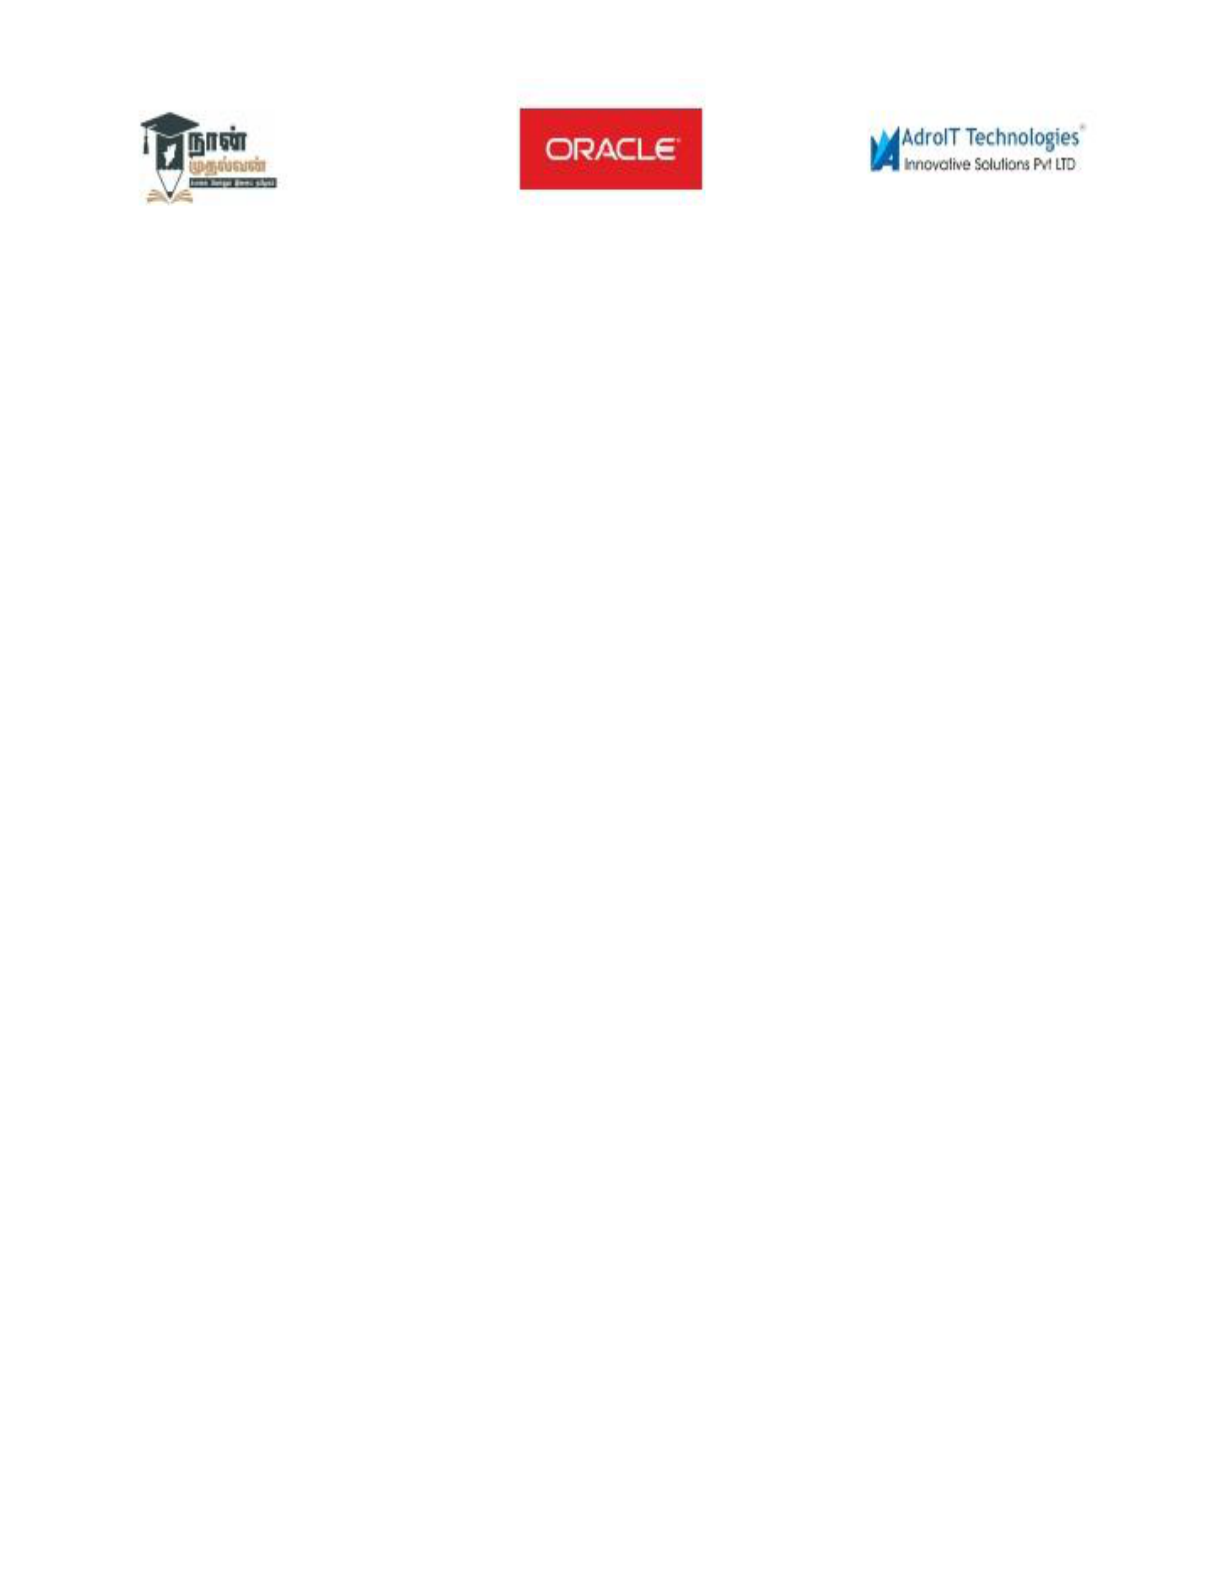 நான்
முதல்வன்
ORACLE
AdroIT Technologies
Innovative Solutions Pvt LTD